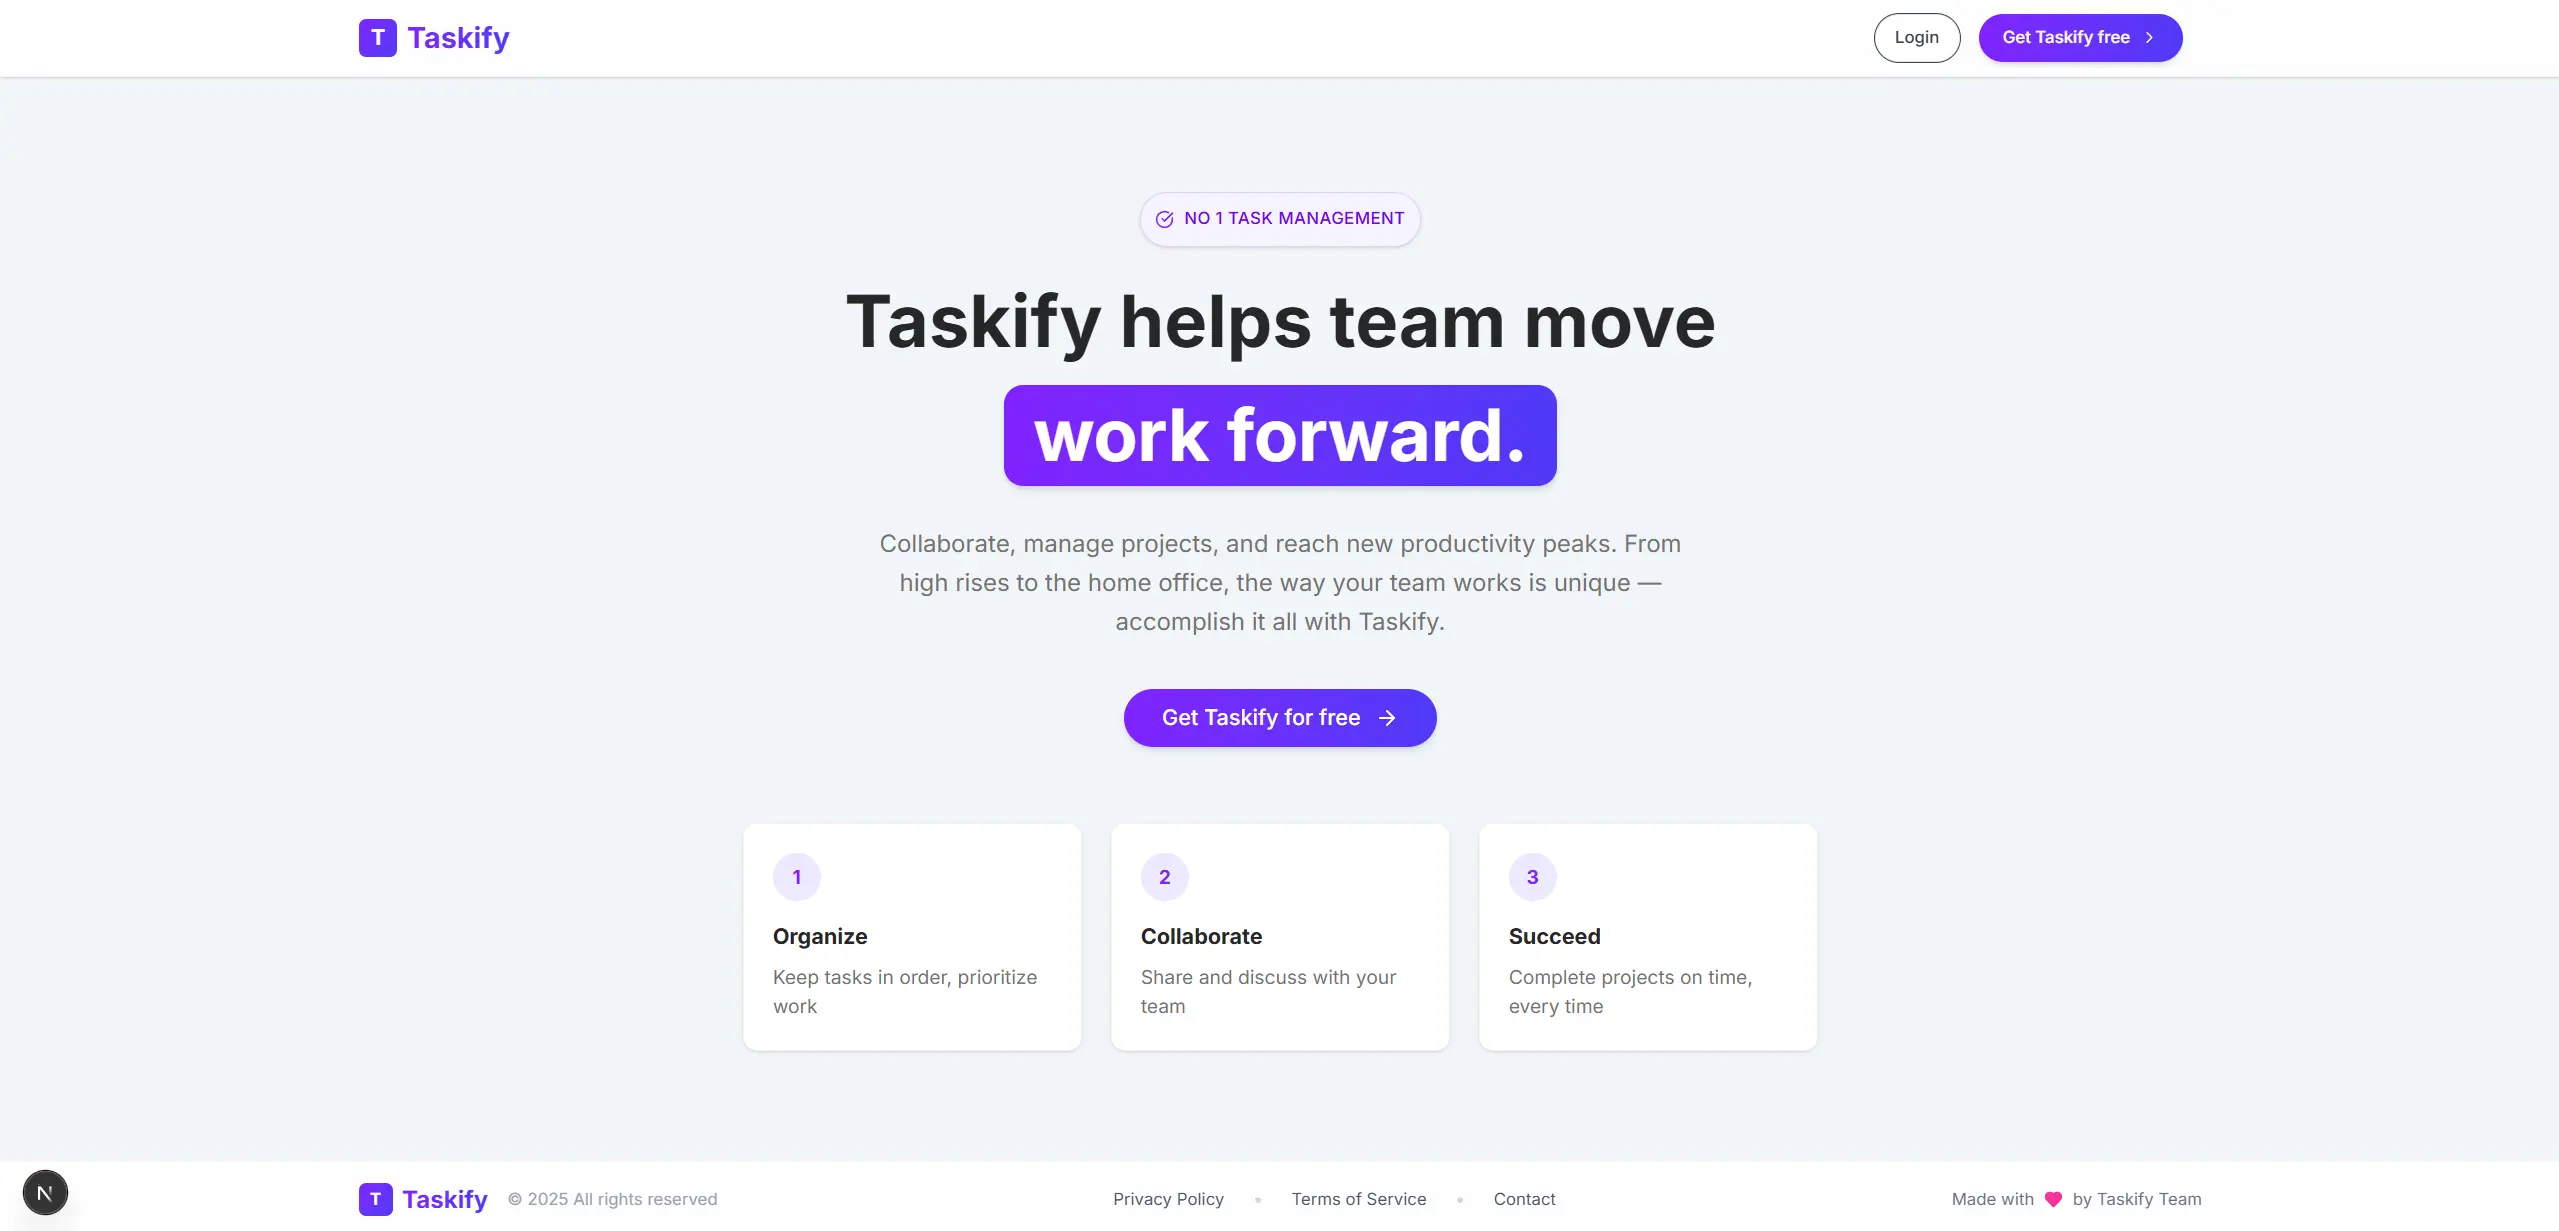 T Taskify
Login
Get Taskify free
NO 1 TASK MANAGEMENT
Taskify helps team move
work forward.
Collaborate, manage projects, and reach new productivity peaks. From
high rises to the home office, the way your team works is unique —
accomplish it all with Taskify.
Get Taskify for free
1
Organize
Keep tasks in order, prioritize
work
2
Collaborate
Share and discuss with your
team
3
Succeed
Complete projects on time,
every time
N
T Taskify © 2025 All rights reserved
Privacy Policy • Terms of Service • Contact
Made with ♥ by Taskify Team